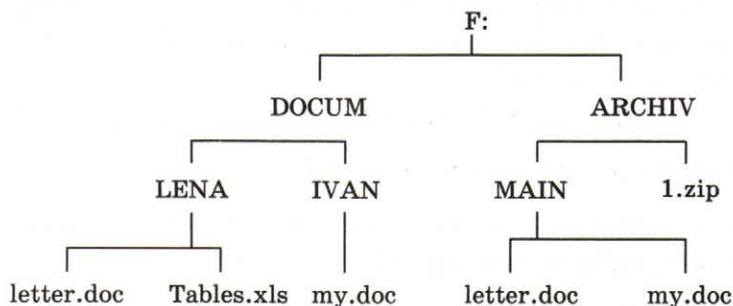 F:
DOCUM ARCHIV
LENA IVAN MAIN 1.zip
letter.doc Tables.xls my.doc letter.doc my.doc